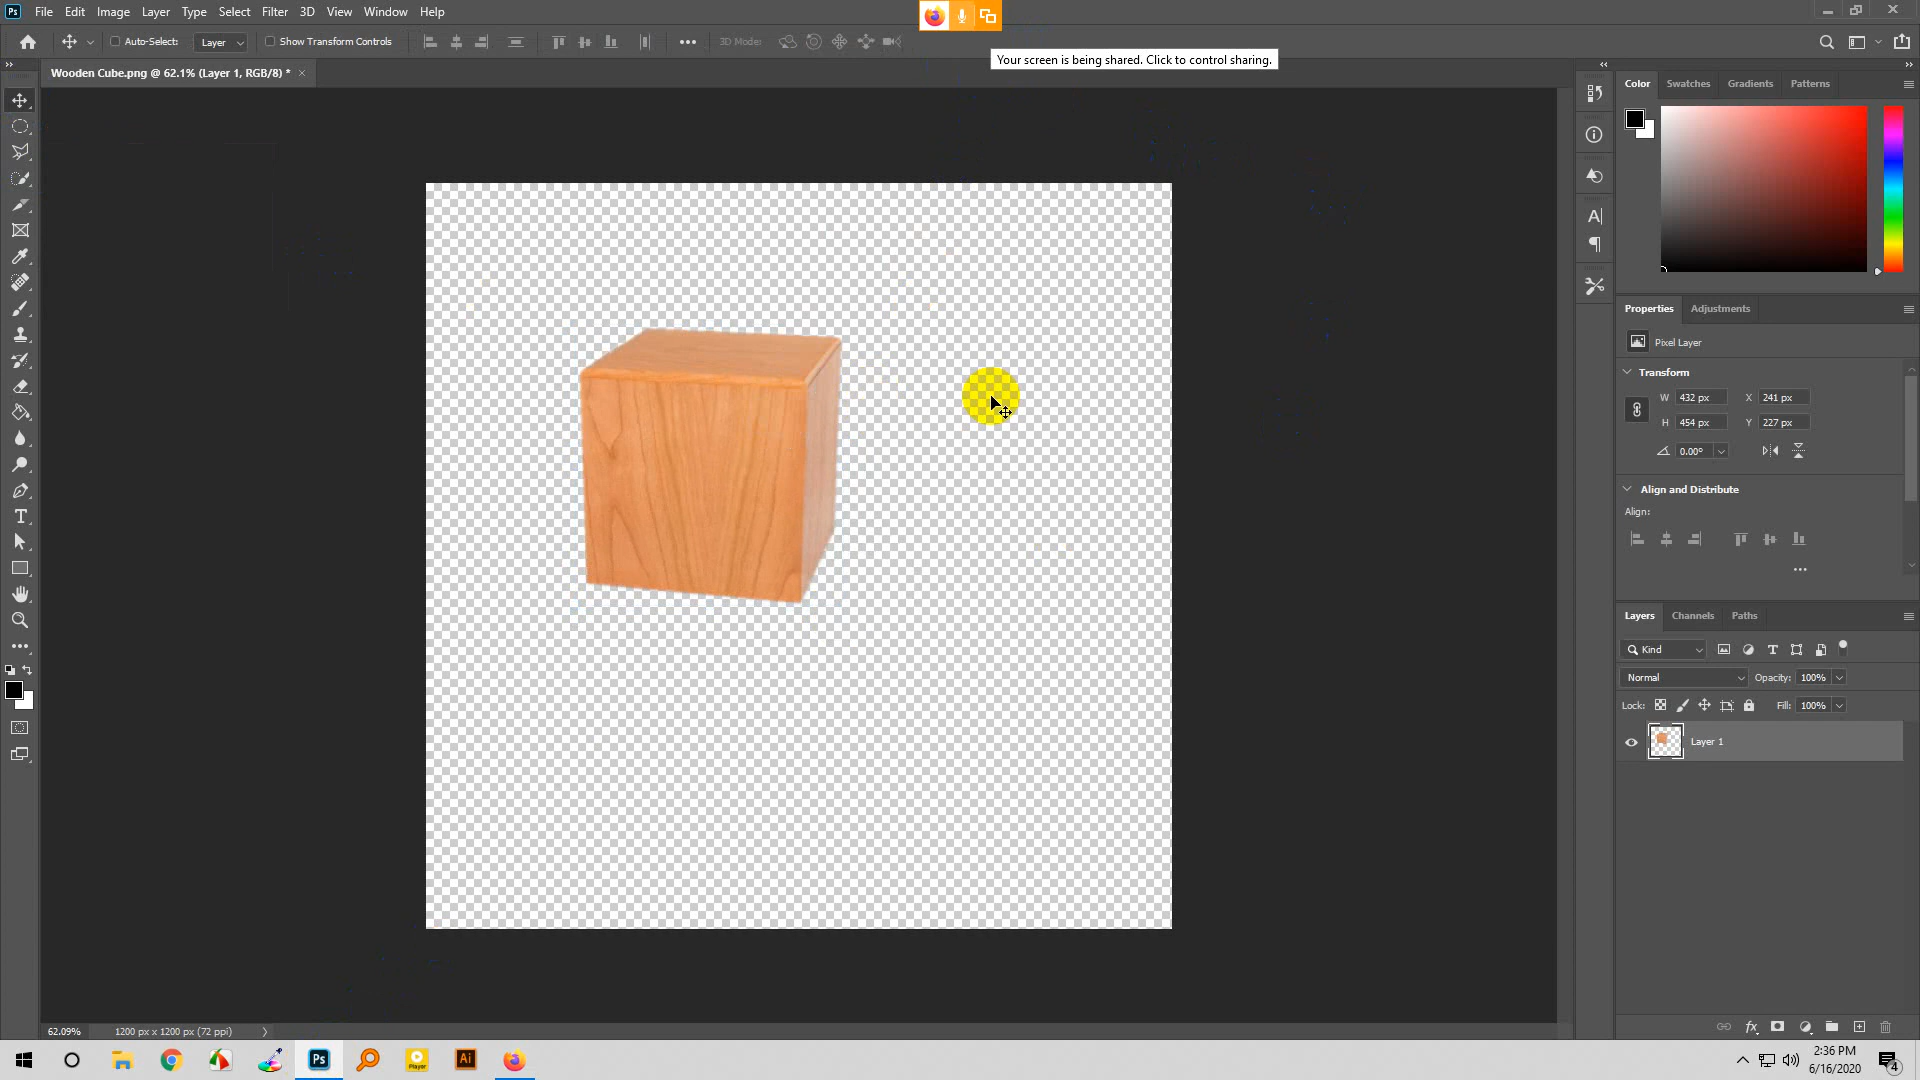 Ps File Edit Image Layer Type Select Filter 3D View Window Help
Auto-Select: Layer Show Transform Controls 3D Mode:
Your screen is being shared. Click to control sharing.
Wooden Cube.png @ 62.1% (Layer 1, RGB/8) * ×
Color Swatches Gradients Patterns
Properties Adjustments
Pixel Layer
Transform
W 432 px X 241 px
H 454 px Y 227 px
0.00°
Align and Distribute
Align:
Layers Channels Paths
Kind
Normal Opacity: 100%
Lock: Fill: 100%
Layer 1
62.09% 1200 px x 1200 px (72 ppi)
Ps Player Ai
2:36 PM
6/16/2020
4